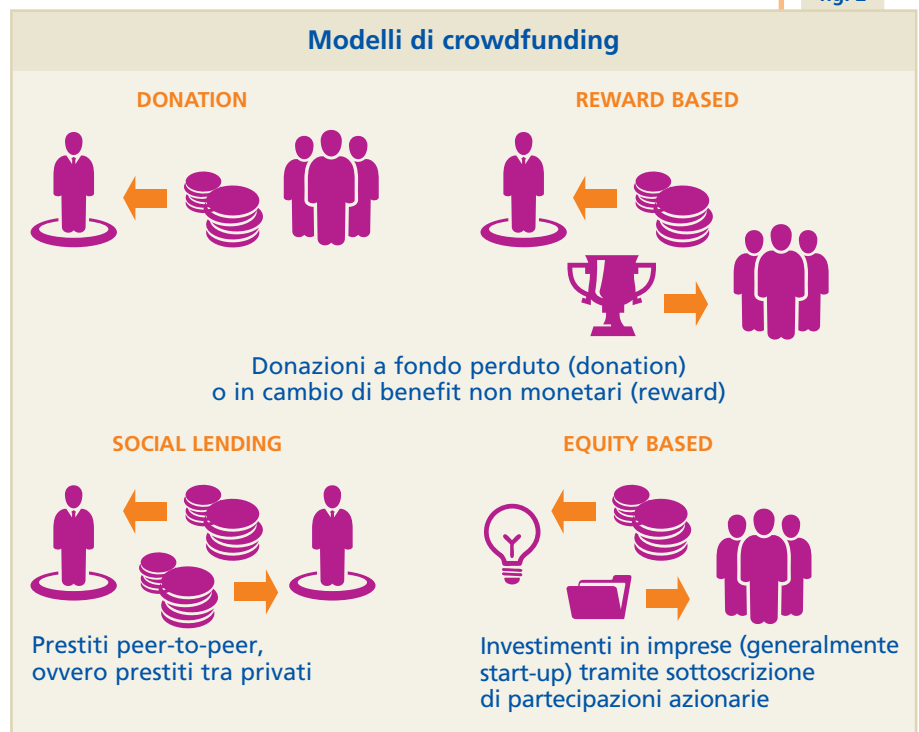 Modelli di crowdfunding
DONATION
REWARD BASED
Donazioni a fondo perduto (donation)
o in cambio di benefit non monetari (reward)
SOCIAL LENDING
EQUITY BASED
Prestiti peer-to-peer,
ovvero prestiti tra privati
Investimenti in imprese (generalmente
start-up) tramite sottoscrizione
di partecipazioni azionarie